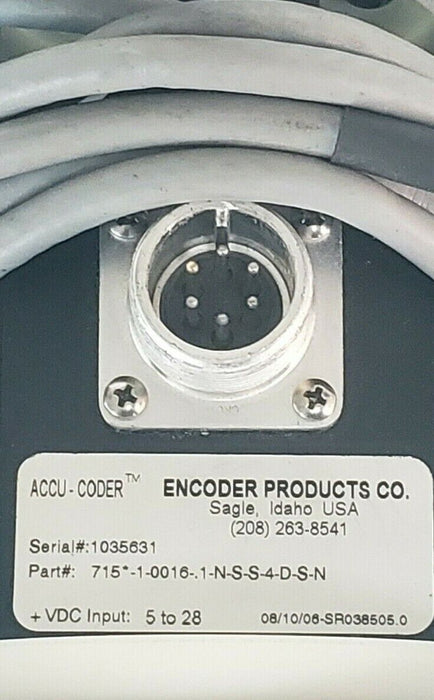 ACCU-CODER™ ENCODER PRODUCTS CO.
Sagle, Idaho USA
(208) 263-8541
Serial#:1035631
Part#: 715*-1-0016-.1-N-S-S-4-D-S-N
+VDC Input: 5 to 28 08/10/06-SR038505.0